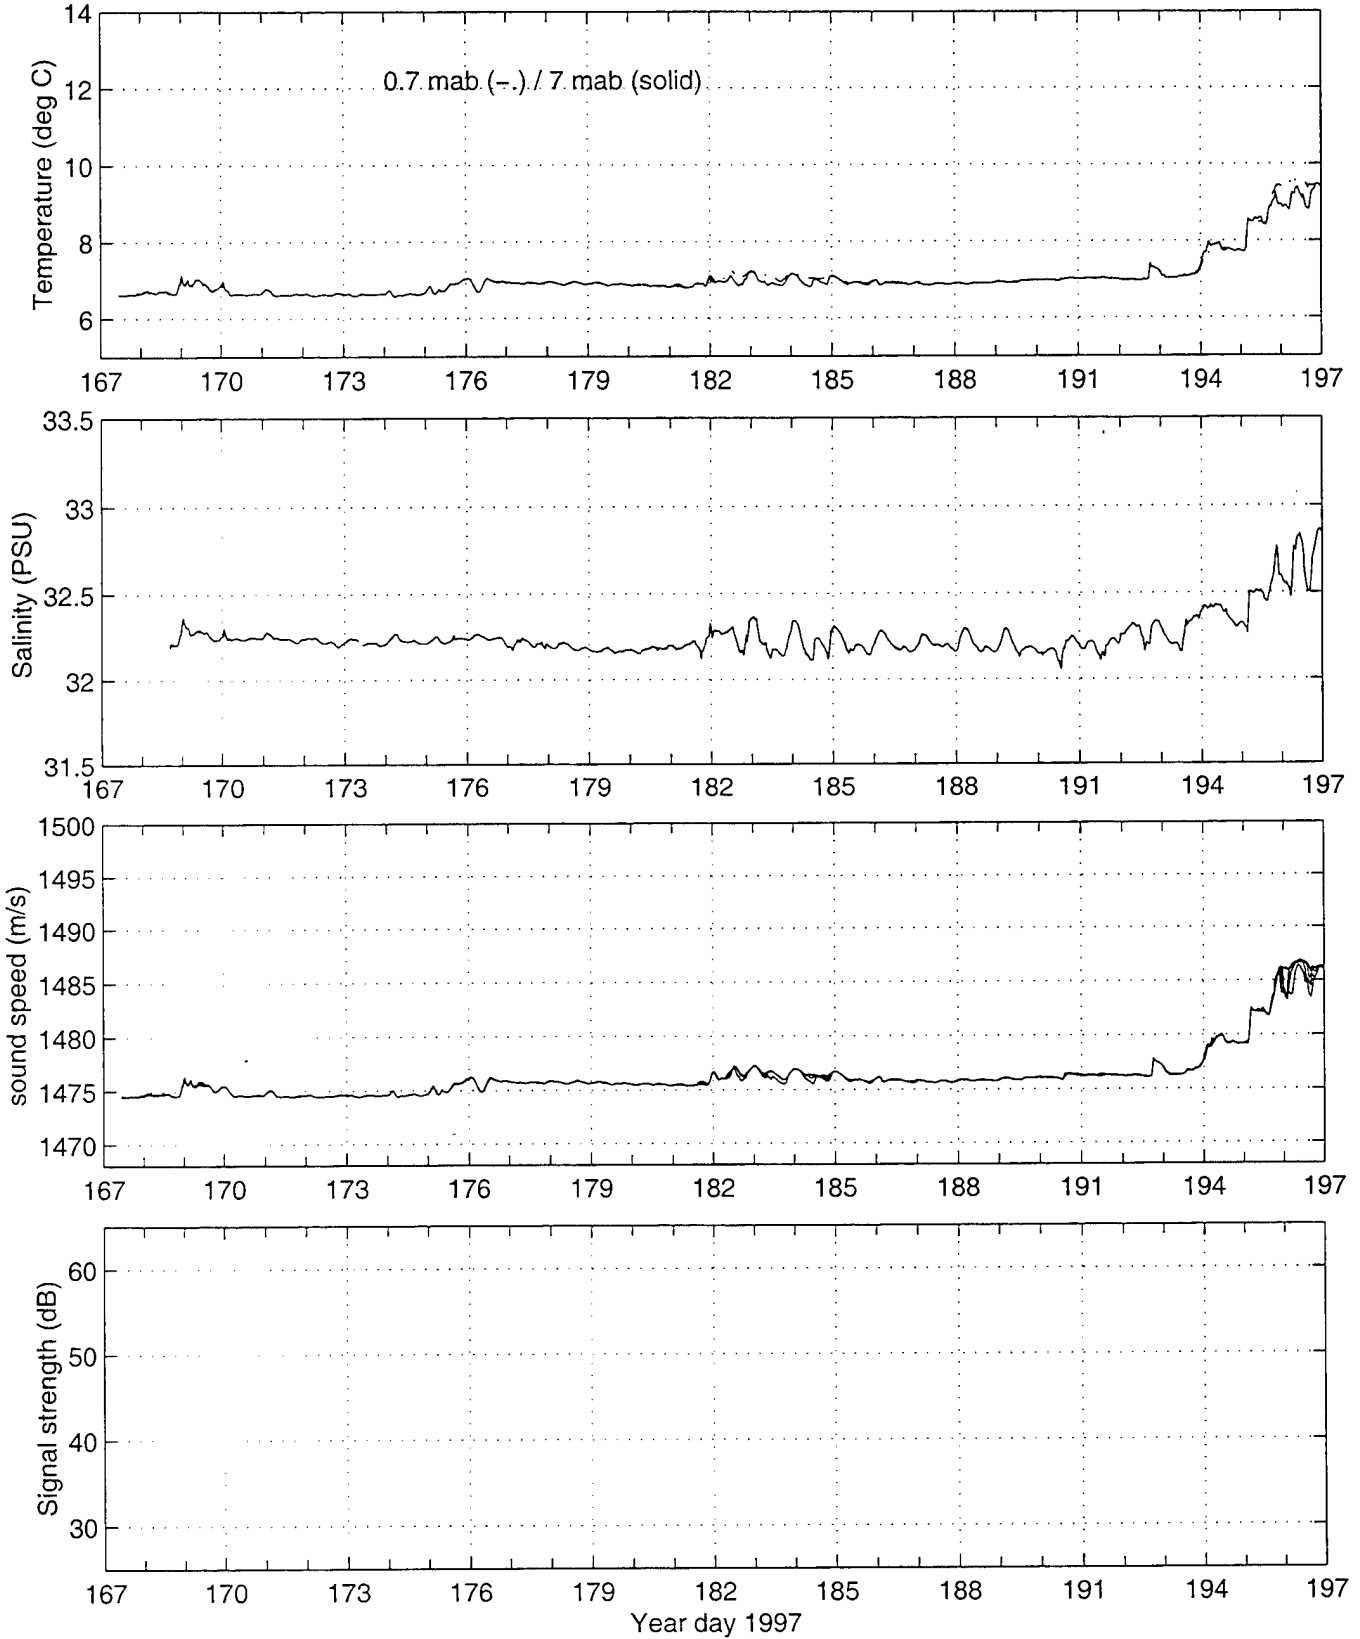 14
12
10
8
6
Temperature (deg C)
0.7 mab (-.) / 7 mab (solid)
167 170 173 176 179 182 185 188 191 194 197
33.5
33
32.5
32
31.5
Salinity (PSU)
167 170 173 176 179 182 185 188 191 194 197
1500
1495
1490
1485
1480
1475
1470
sound speed (m/s)
167 170 173 176 179 182 185 188 191 194 197
60
50
40
30
Signal strength (dB)
167 170 173 176 179 182 185 188 191 194 197
Year day 1997